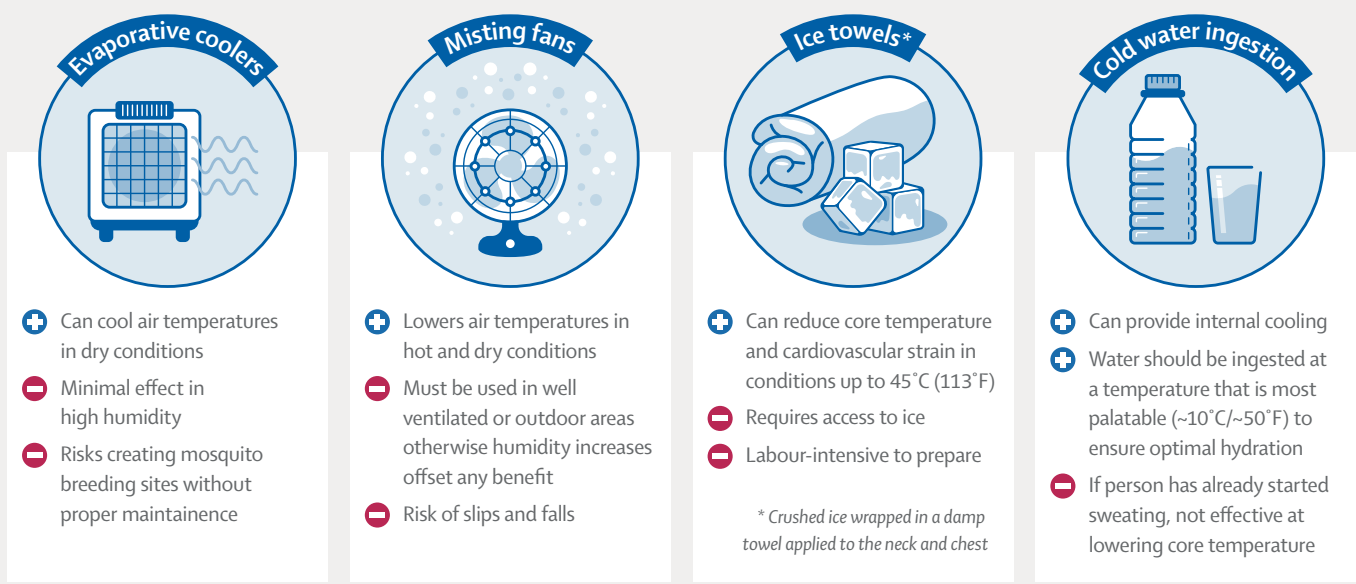 Evaporative coolers
Can cool air temperatures
in dry conditions
Minimal effect in
high humidity
Risks creating mosquito
breeding sites without
proper maintainence
Misting fans
Lowers air temperatures in
hot and dry conditions
Must be used in well
ventilated or outdoor areas
otherwise humidity increases
offset any benefit
Risk of slips and falls
Ice towels*
Can reduce core temperature
and cardiovascular strain in
conditions up to 45˚C (113˚F)
Requires access to ice
Labour-intensive to prepare
* Crushed ice wrapped in a damp
towel applied to the neck and chest
Cold water ingestion
Can provide internal cooling
Water should be ingested at
a temperature that is most
palatable (~10˚C/~50˚F) to
ensure optimal hydration
If person has already started
sweating, not effective at
lowering core temperature